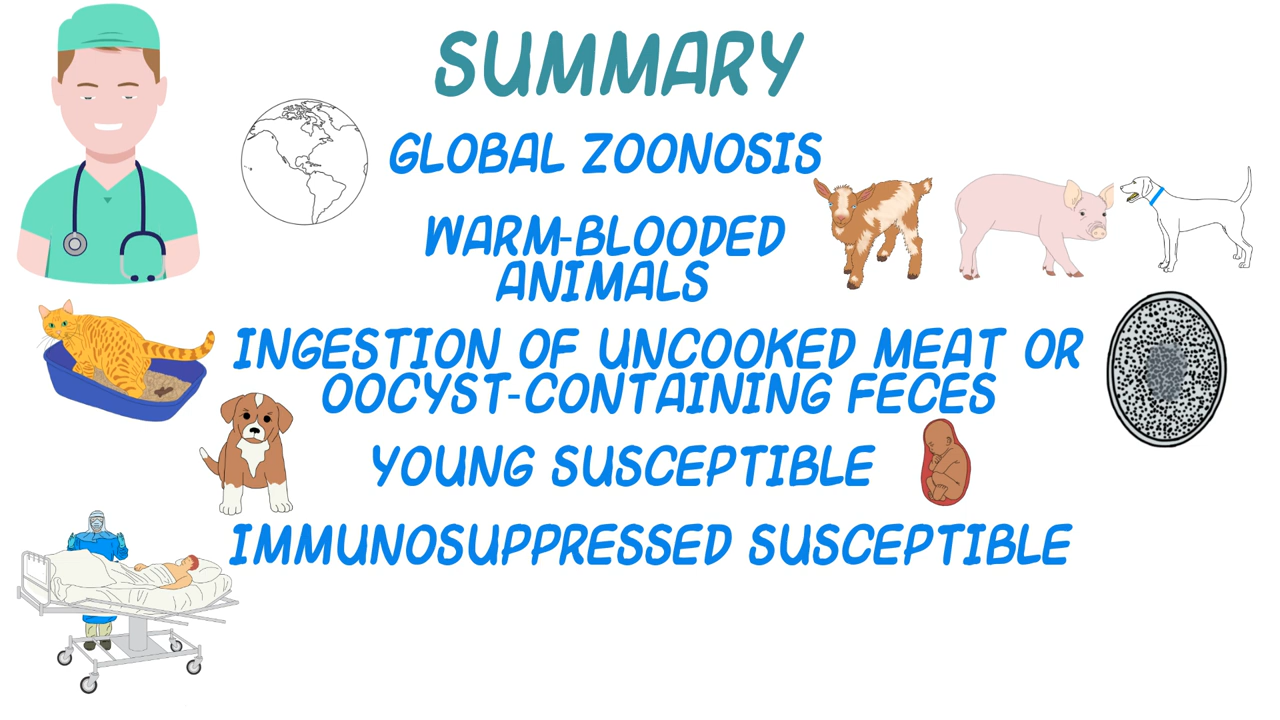 SUMMARY
GLOBAL ZOONOSIS
WARM-BLOODED
ANIMALS
INGESTION OF UNCOOKED MEAT OR
OOCYST-CONTAINING FECES
YOUNG SUSCEPTIBLE
IMMUNOSUPPRESSED SUSCEPTIBLE